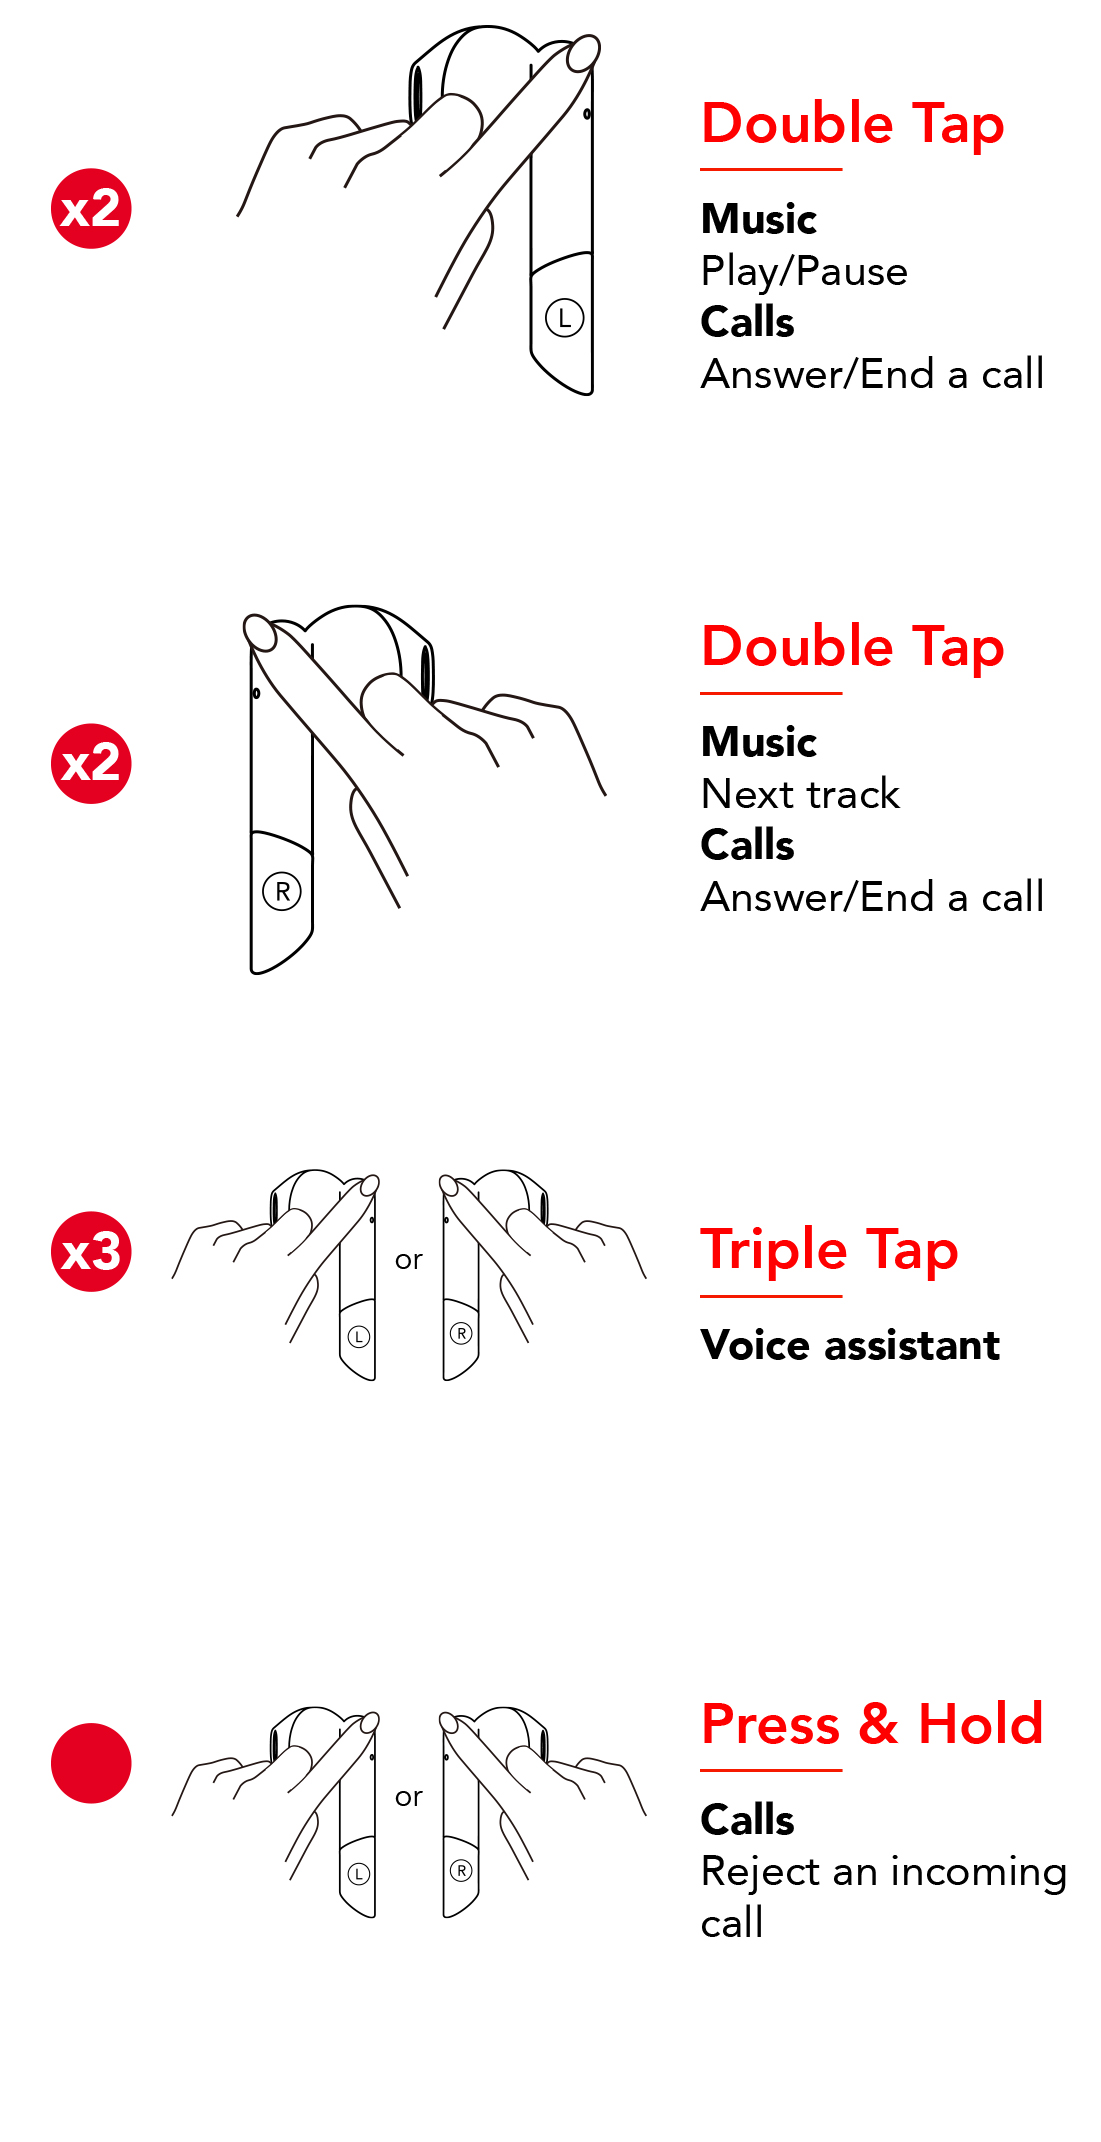 Double Tap
x2
Music
Play/Pause
Calls
L
Answer/End a call
Double Tap
x2
Music
Next track
Calls
R
Answer/End a call
x3
or
Triple Tap
L
R
Voice assistant
Press & Hold
or
Calls
L
R
Reject an incoming
call